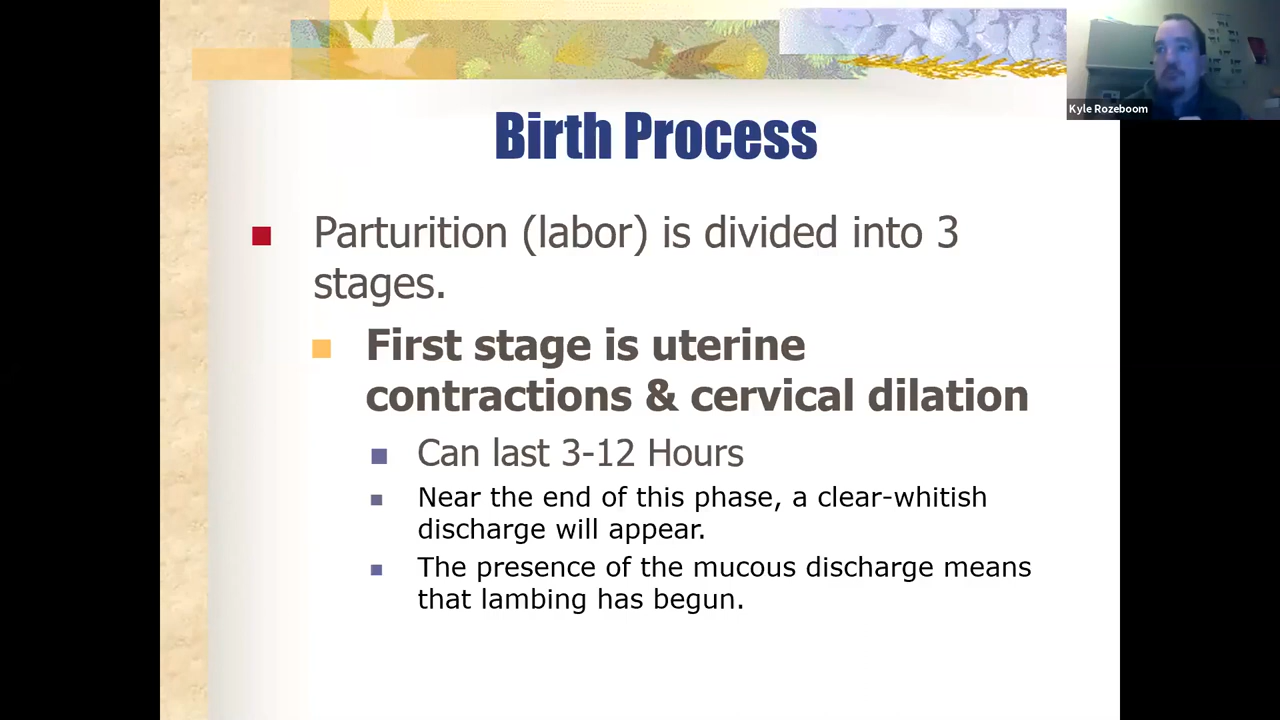 Kyle Rozeboom
Birth Process
Parturition (labor) is divided into 3
stages.
First stage is uterine
contractions & cervical dilation
Can last 3-12 Hours
Near the end of this phase, a clear-whitish
discharge will appear.
The presence of the mucous discharge means
that lambing has begun.